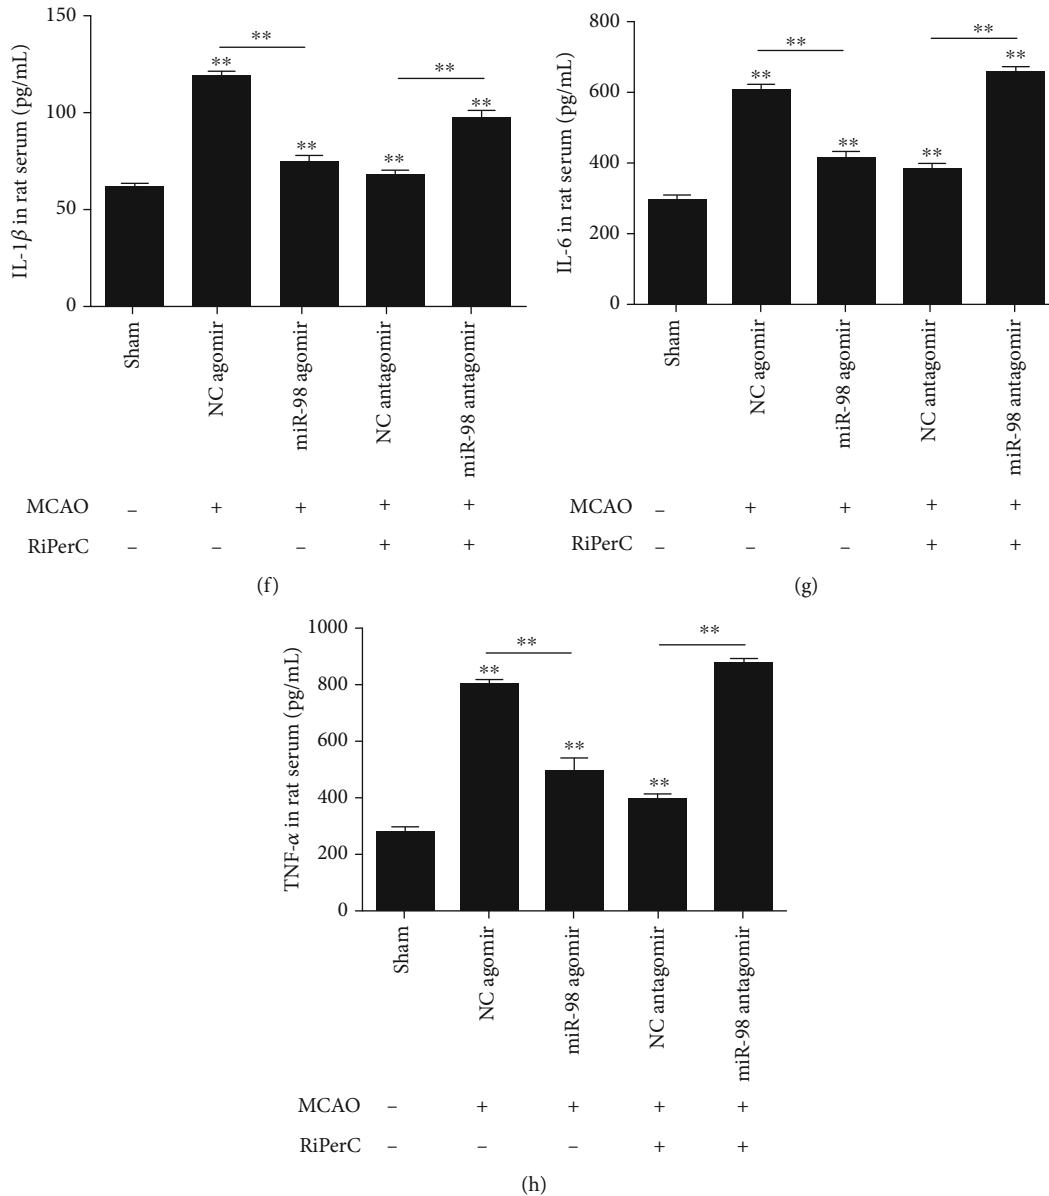 IL-1β in rat serum (pg/mL)
150
100
50
0
**
**
**
**
**
**
Sham
NC agomir
miR-98 agomir
NC antagomir
miR-98 antagomir
MCAO – + + + +
RiPerC – – – + +
(f)
IL-6 in rat serum (pg/mL)
800
600
400
200
0
**
**
**
**
**
**
Sham
NC agomir
miR-98 agomir
NC antagomir
miR-98 antagomir
MCAO – + + + +
RiPerC – – – + +
(g)
TNF-α in rat serum (pg/mL)
1000
800
600
400
200
0
**
**
**
**
**
Sham
NC agomir
miR-98 agomir
NC antagomir
miR-98 antagomir
MCAO – + + + +
RiPerC – – – + +
(h)